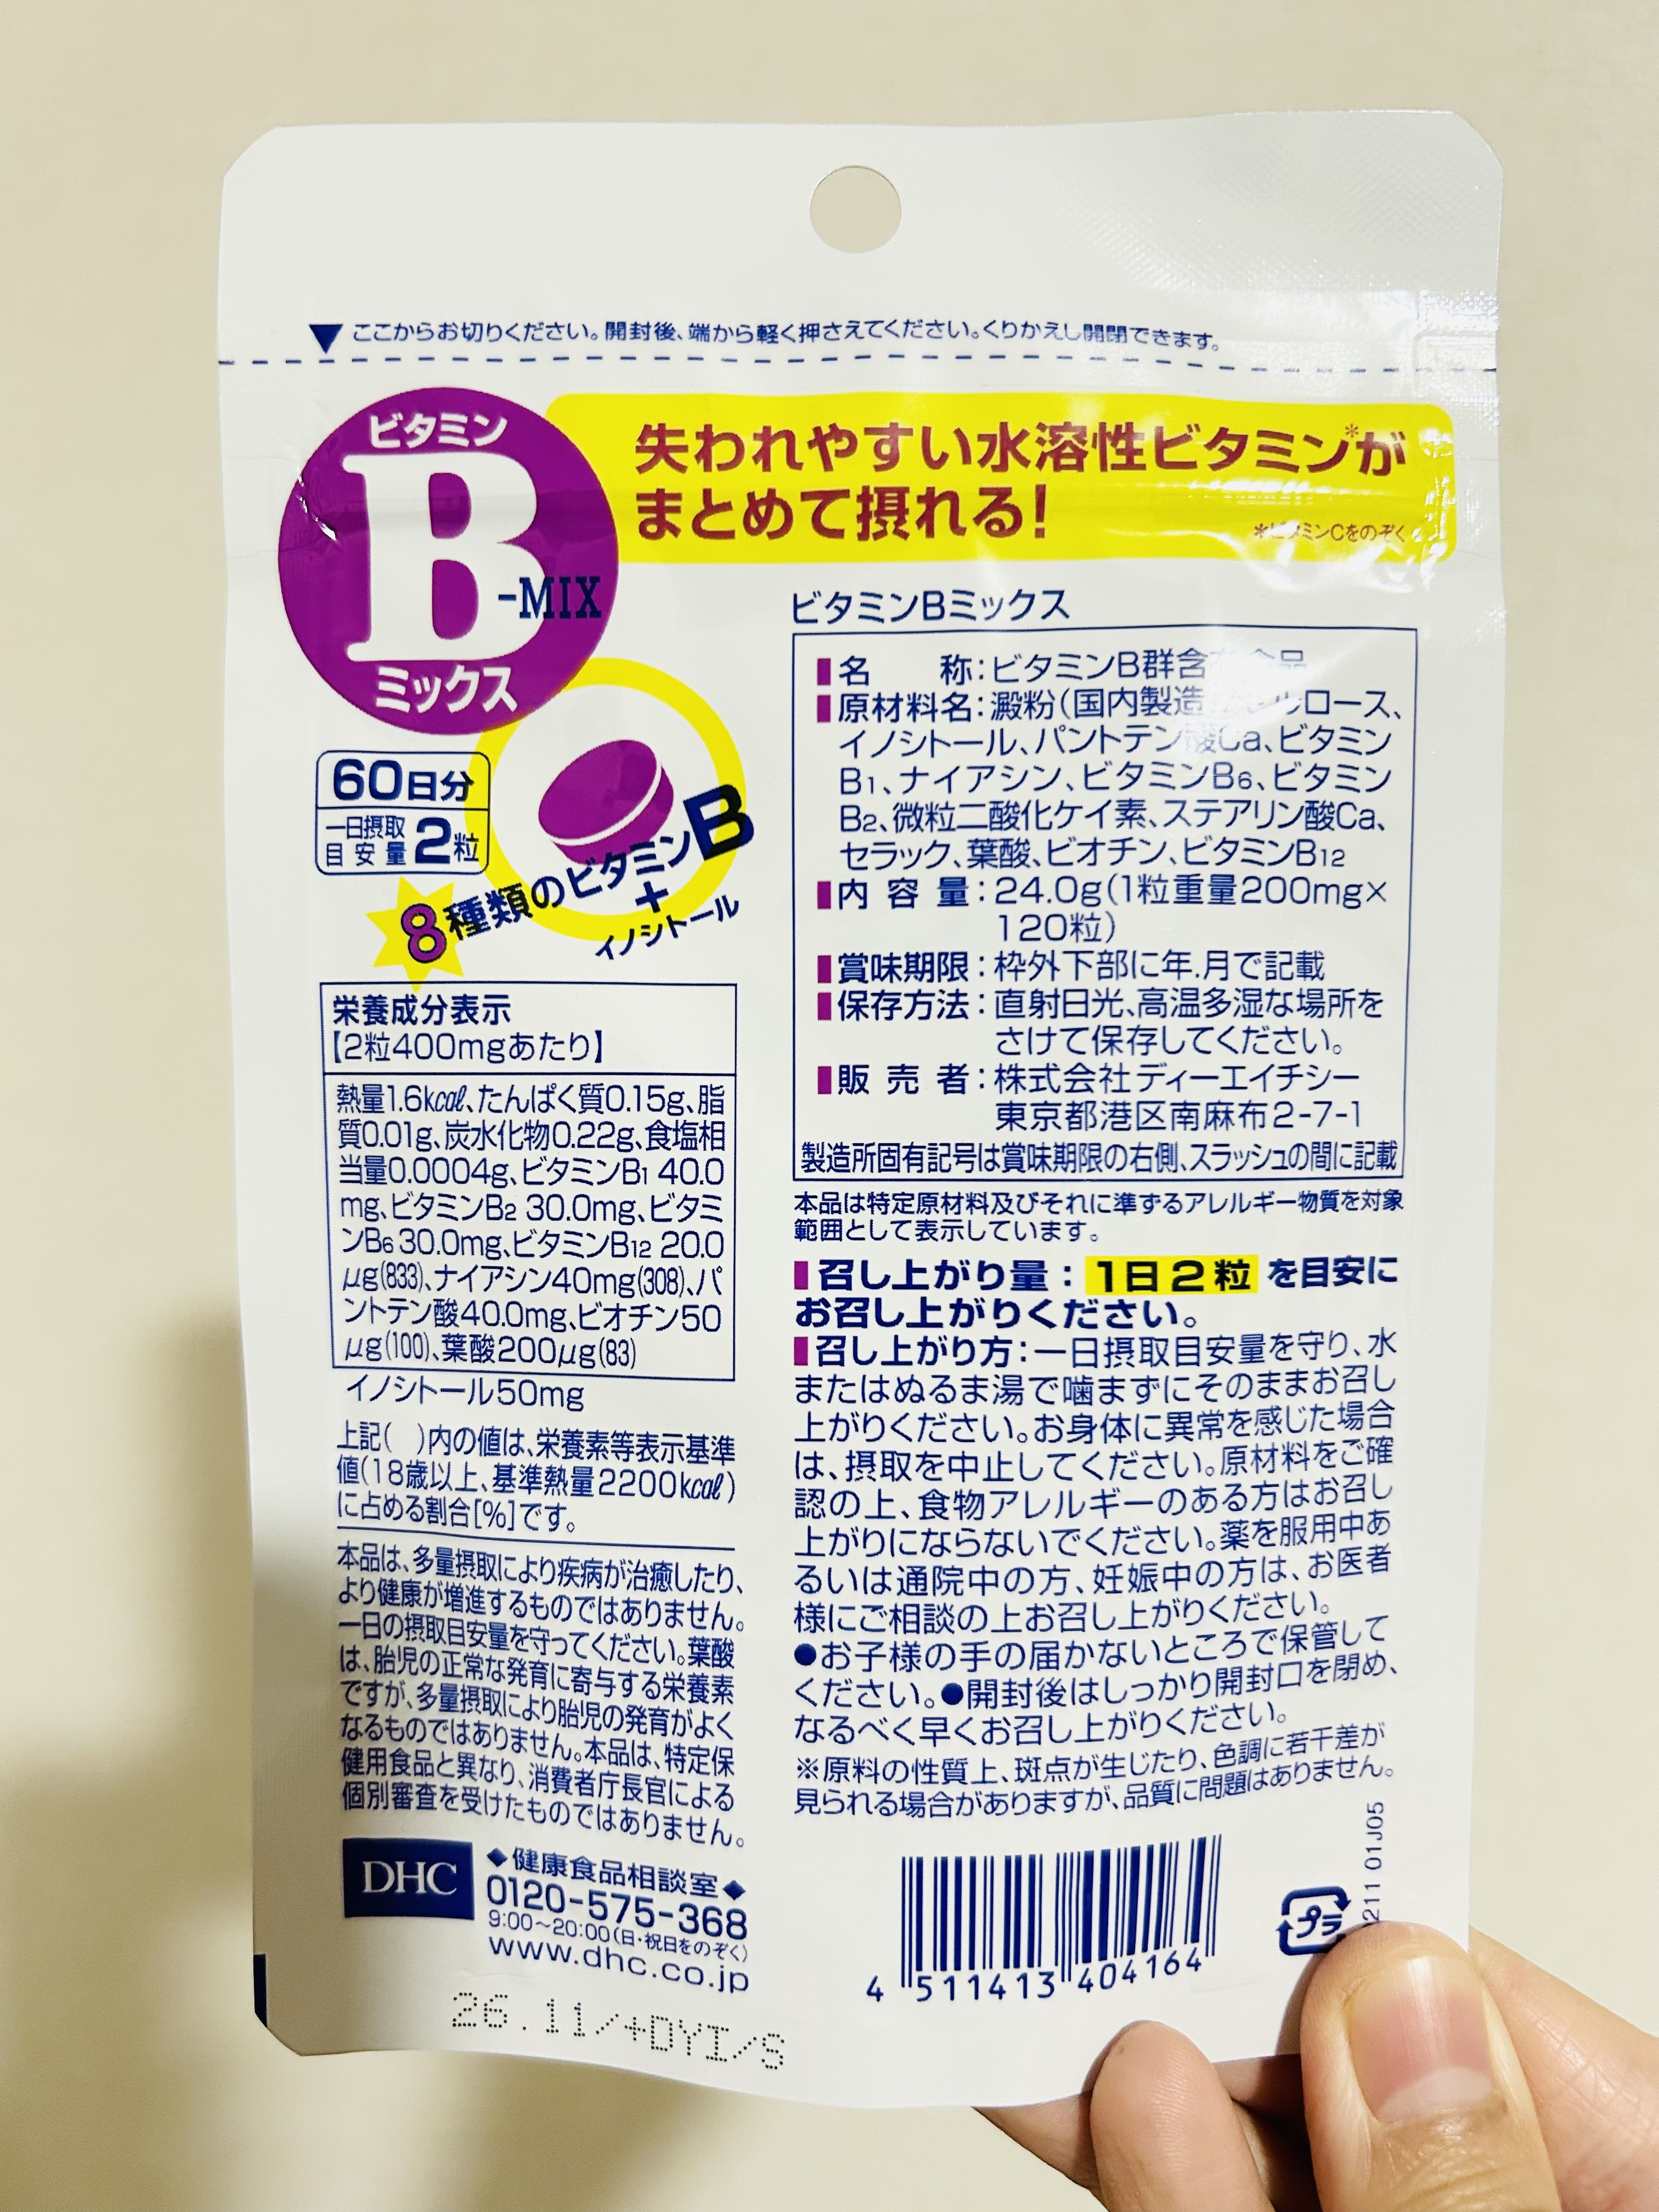 ▼ここからお切りください。開封後、端から軽く押さえてください。くりかえし開閉できます。
ビタミン
B
-MIX
ミックス
失われやすい水溶性ビタミン*が
まとめて摂れる!
*ビタミンCをのぞく
60日分
一日摂取
目安量 2粒
8種類のビタミンB
+
イノシトール
栄養成分表示
【2粒400mgあたり】
熱量1.6kcal、たんぱく質0.15g、脂
質0.01g、炭水化物0.22g、食塩相
当量0.0004g、ビタミンB1 40.0
mg、ビタミンB2 30.0mg、ビタミ
ンB6 30.0mg、ビタミンB12 20.0
μg(833)、ナイアシン40mg(308)、パ
ントテン酸40.0mg、ビオチン50
μg(100)、葉酸200μg(83)
イノシトール50mg
上記( )内の値は、栄養素等表示基準
値(18歳以上、基準熱量2200kcal)
に占める割合[%]です。
本品は、多量摂取により疾病が治癒したり、
より健康が増進するものではありません。
一日の摂取目安量を守ってください。葉酸
は、胎児の正常な発育に寄与する栄養素
ですが、多量摂取により胎児の発育がよく
なるものではありません。本品は、特定保
健用食品と異なり、消費者庁長官による
個別審査を受けたものではありません。
DHC
◆健康食品相談室◆
0120-575-368
9:00~20:00(日・祝日をのぞく)
www.dhc.co.jp
26.11/+DYI/S
ビタミンBミックス
名称:ビタミンB群含有食品
原材料名:澱粉(国内製造 ルロース、
イノシトール、パントテン酸Ca、ビタミン
B1、ナイアシン、ビタミンB6、ビタミン
B2、微粒二酸化ケイ素、ステアリン酸Ca、
セラック、葉酸、ビオチン、ビタミンB12
内容量:24.0g(1粒重量200mg×
120粒)
賞味期限:枠外下部に年.月で記載
保存方法:直射日光、高温多湿な場所を
さけて保存してください。
販売者:株式会社ディーエイチシー
東京都港区南麻布2-7-1
製造所固有記号は賞味期限の右側、スラッシュの間に記載
本品は特定原材料及びそれに準ずるアレルギー物質を対象
範囲として表示しています。
召し上がり量:1日2粒を目安に
お召し上がりください。
召し上がり方:一日摂取目安量を守り、水
またはぬるま湯で噛まずにそのままお召し
上がりください。お身体に異常を感じた場合
は、摂取を中止してください。原材料をご確
認の上、食物アレルギーのある方はお召し
上がりにならないでください。薬を服用中あ
るいは通院中の方、妊娠中の方は、お医者
様にご相談の上お召し上がりください。
●お子様の手の届かないところで保管して
ください。●開封後はしっかり開封口を閉め、
なるべく早くお召し上がりください。
※原料の性質上、斑点が生じたり、色調に若干差が
見られる場合がありますが、品質に問題はありません。
4 511413 404164
プラ
211 01J05